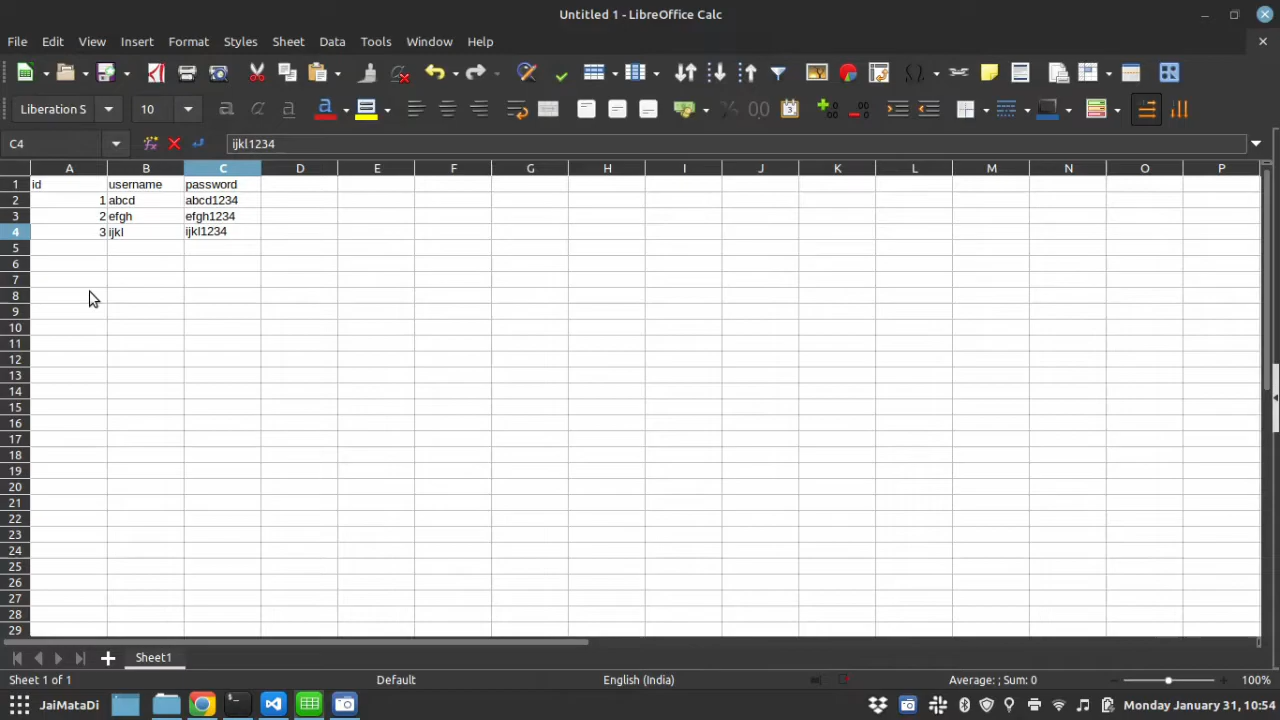 Untitled 1 - LibreOffice Calc
File Edit View Insert Format Styles Sheet Data Tools Window Help
Liberation S 10
C4 ijkl1234
A B C D E F G H I J K L M N O P
1 id username password
2 1 abcd abcd1234
3 2 efgh efgh1234
4 3 ijkl ijkl1234
5
6
7
8
9
10
11
12
13
14
15
16
17
18
19
20
21
22
23
24
25
26
27
28
29
Sheet1
Sheet 1 of 1 Default English (India) Average: ; Sum: 0 100%
JaiMataDi Monday January 31, 10:54